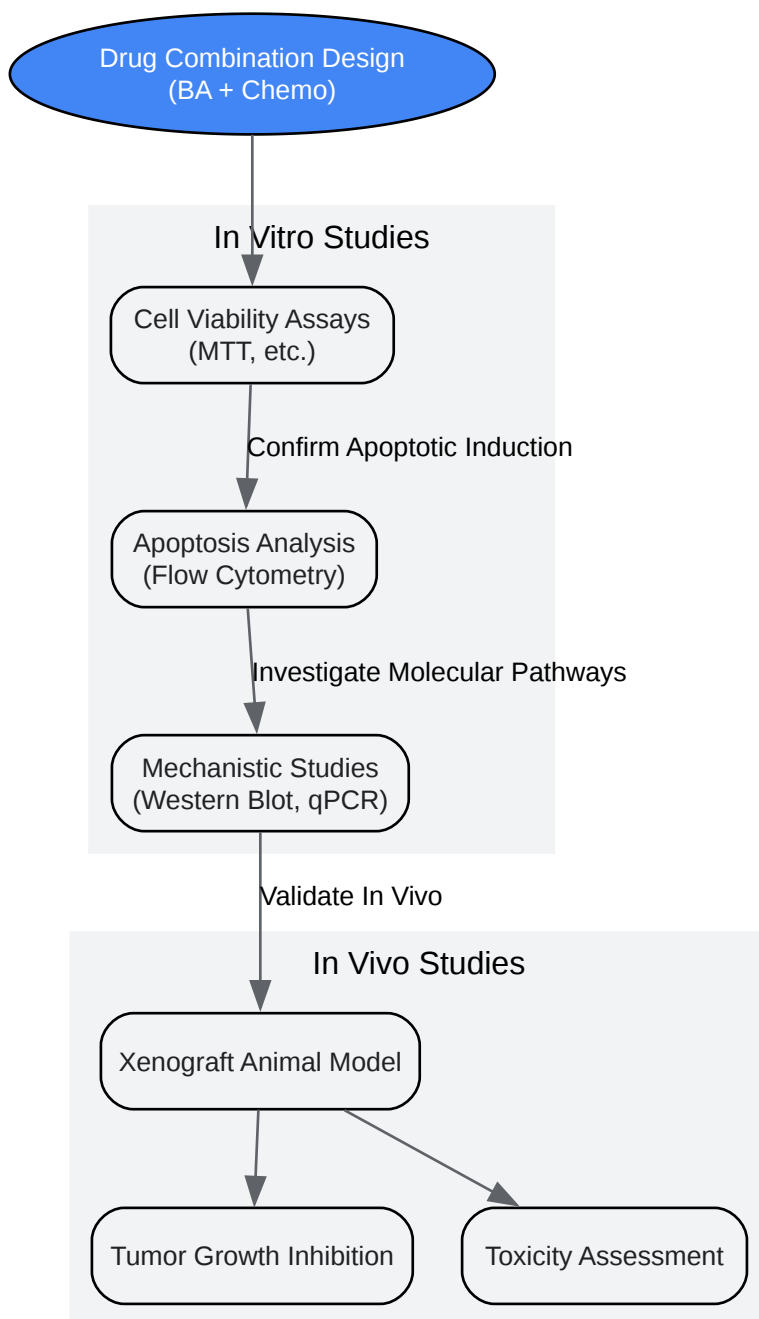 Drug Combination Design
(BA + Chemo)
In Vitro Studies
Cell Viability Assays
(MTT, etc.)
Confirm Apoptotic Induction
Apoptosis Analysis
(Flow Cytometry)
Investigate Molecular Pathways
Mechanistic Studies
(Western Blot, qPCR)
Validate In Vivo
In Vivo Studies
Xenograft Animal Model
Tumor Growth Inhibition
Toxicity Assessment